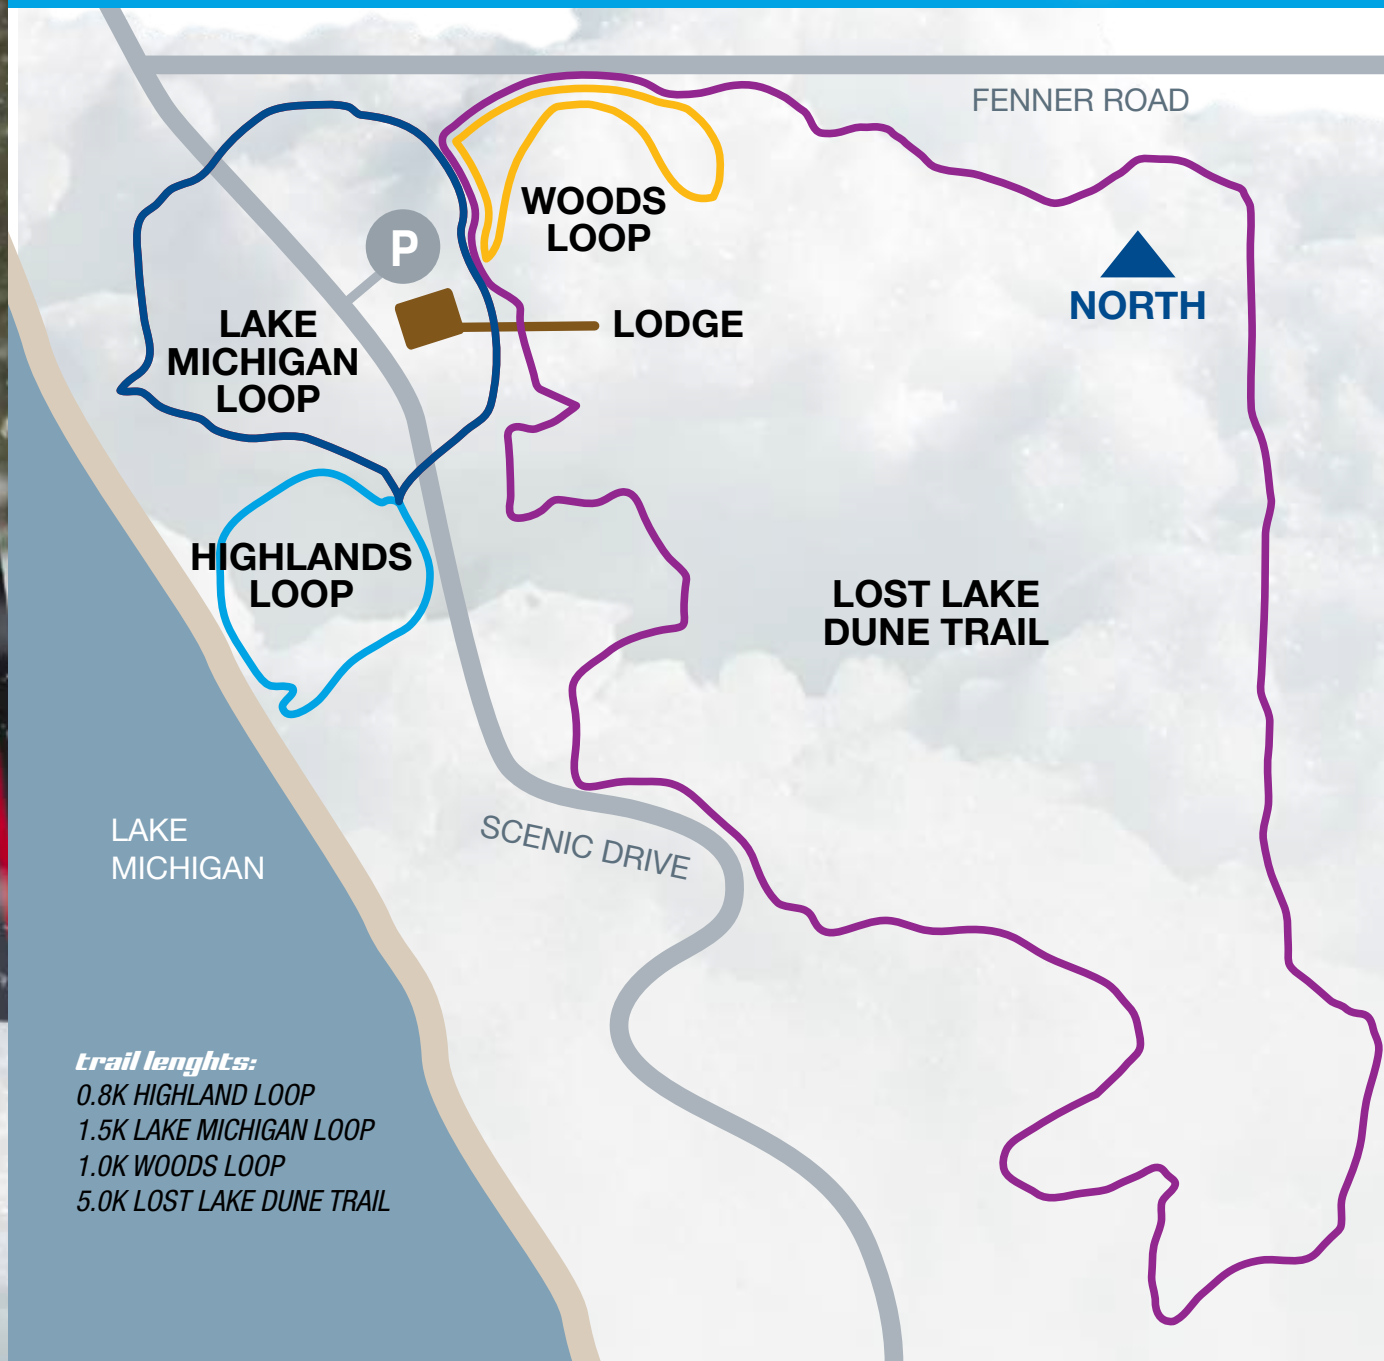 FENNER ROAD
WOODS
LOOP
P
NORTH
LAKE
MICHIGAN
LOOP
LODGE
HIGHLANDS
LOOP
LOST LAKE
DUNE TRAIL
LAKE
MICHIGAN
SCENIC DRIVE
trail lenghts:
0.8K HIGHLAND LOOP
1.5K LAKE MICHIGAN LOOP
1.0K WOODS LOOP
5.0K LOST LAKE DUNE TRAIL